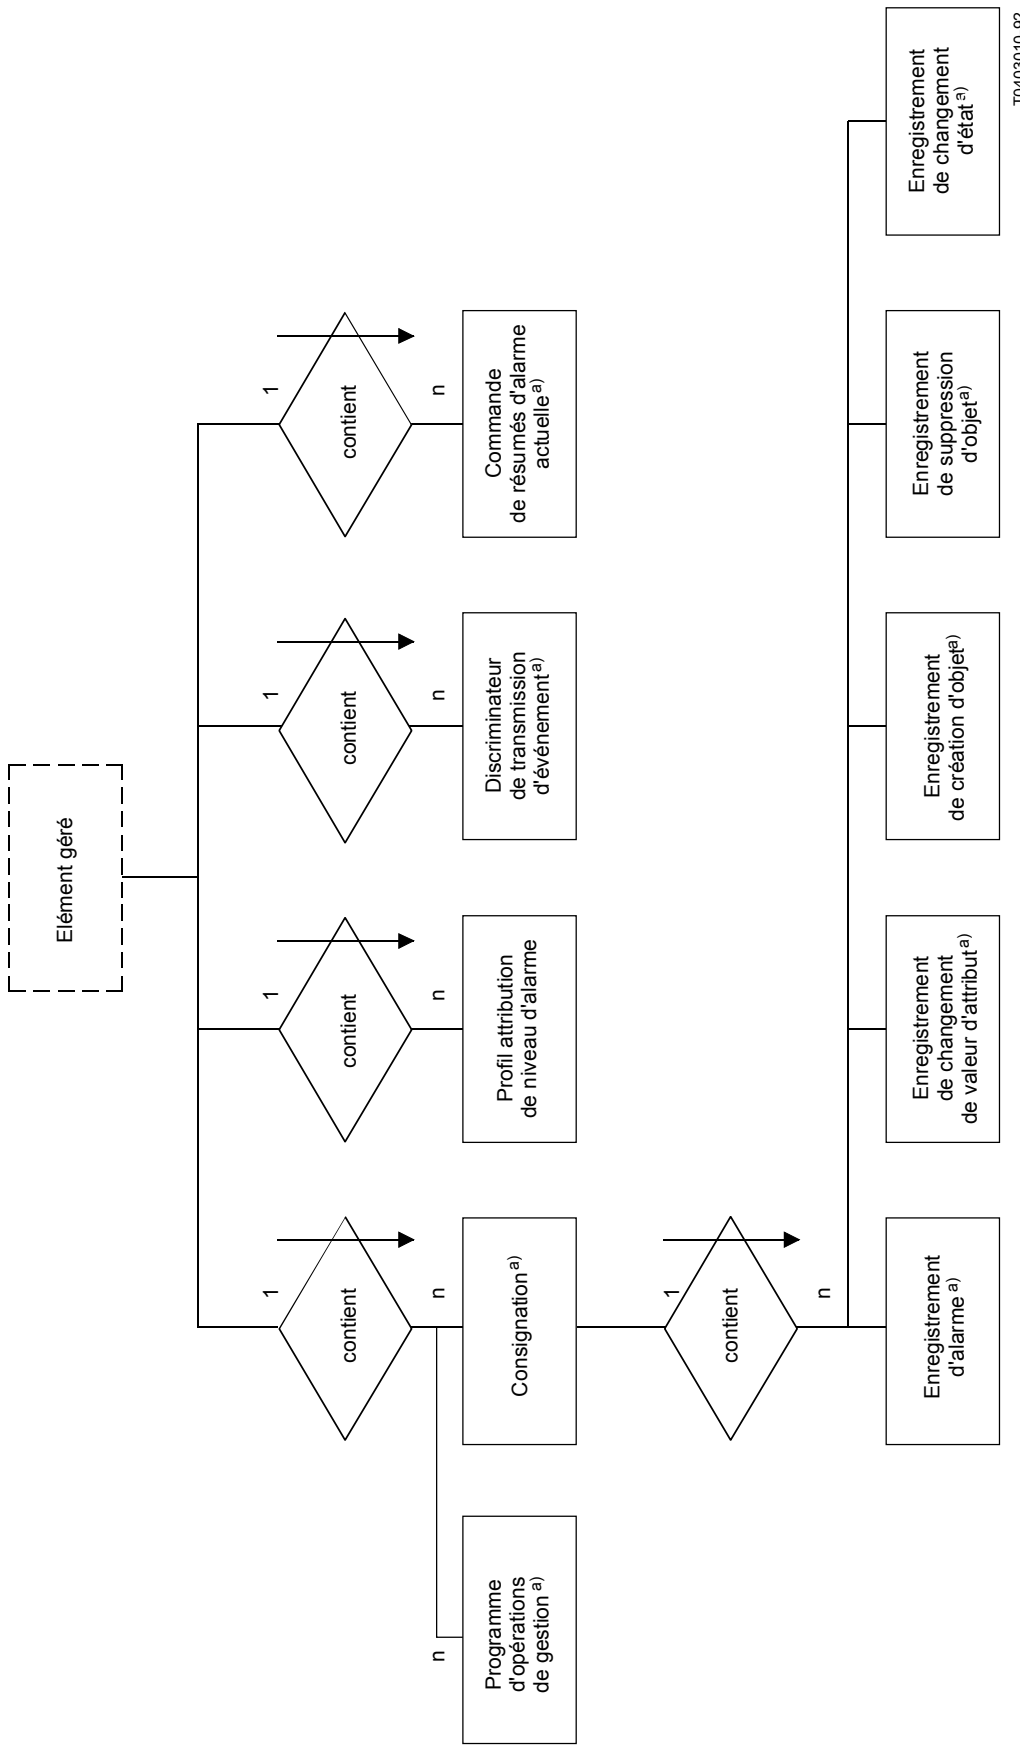 Elément géré
1
contient
n
1
contient
n
1
contient
n
1
contient
n
n
Programme
d'opérations
de gestion a)
Consignation a)
Profil attribution
de niveau d'alarme
Discriminateur
de transmission
d'événement a)
Commande
de résumés d'alarme
actuelle a)
1
contient
n
Enregistrement
d'alarme a)
Enregistrement
de changement
de valeur d'attribut a)
Enregistrement
de création d'objet a)
Enregistrement
de suppression
d'objet a)
Enregistrement
de changement
d'état a)